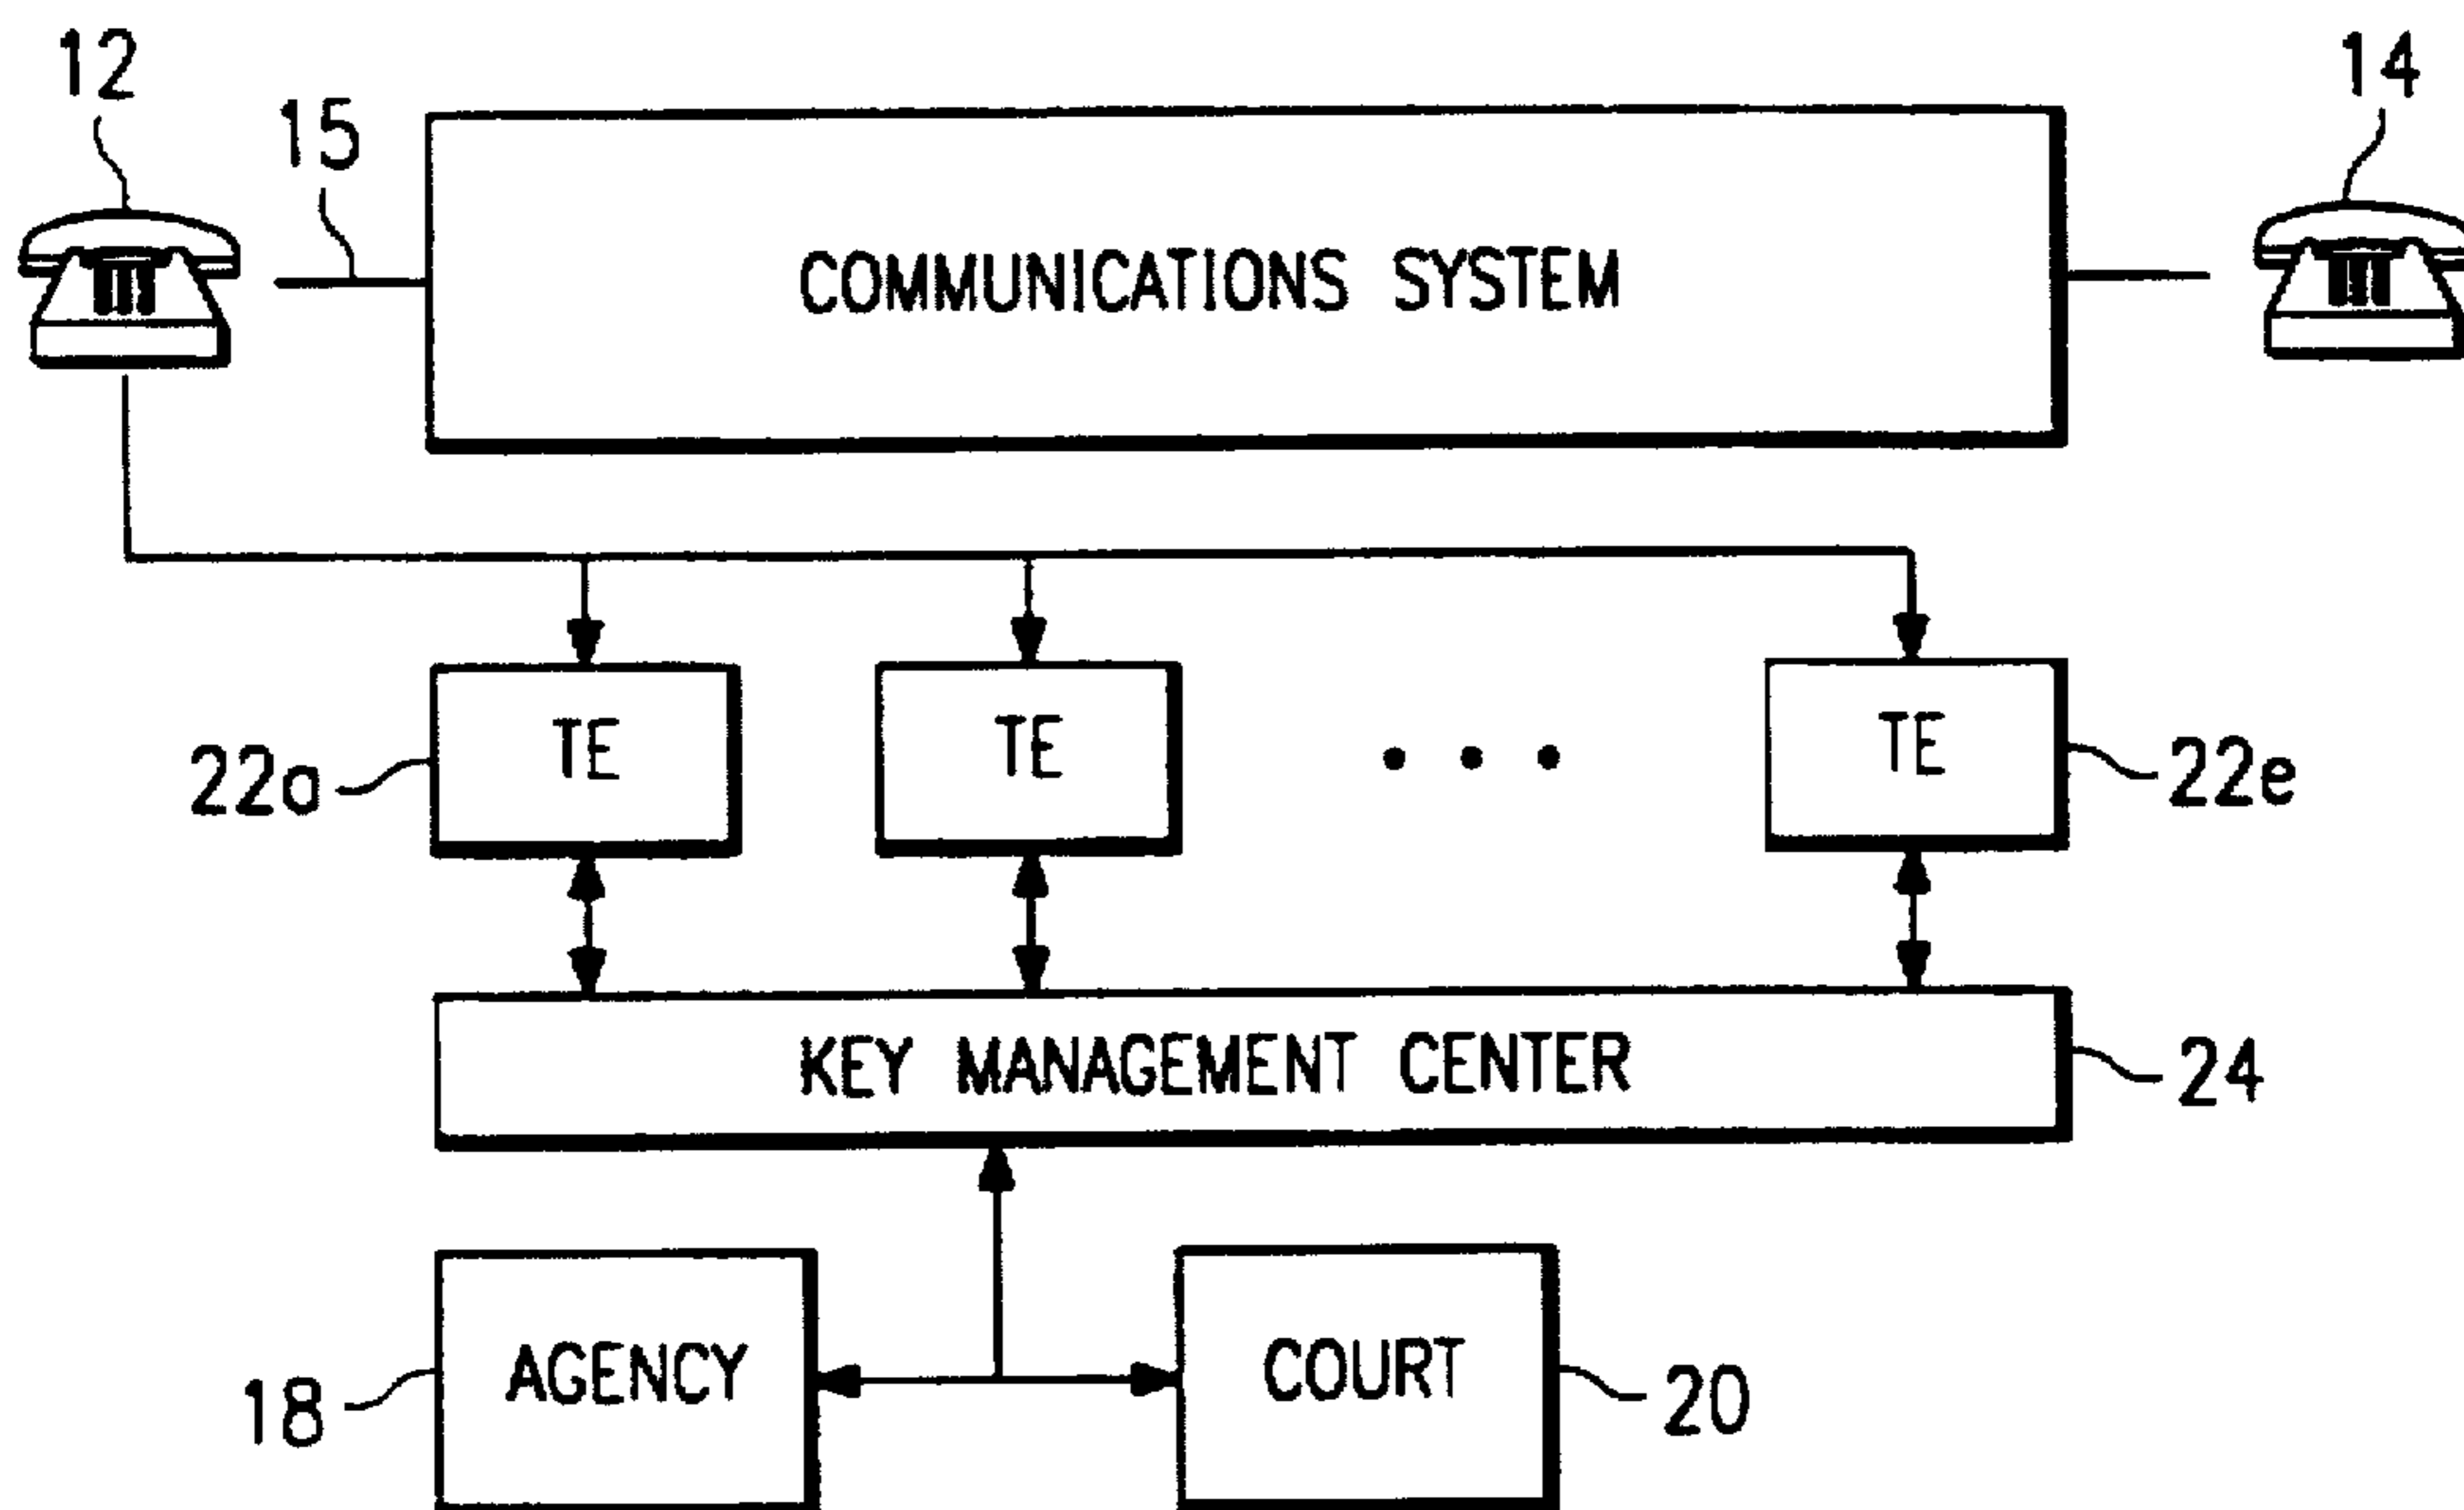 12
14
15
COMMUNICATIONS SYSTEM
TE
TE
TE
22a
22e
KEY MANAGEMENT CENTER
24
AGENCY
COURT
18
20